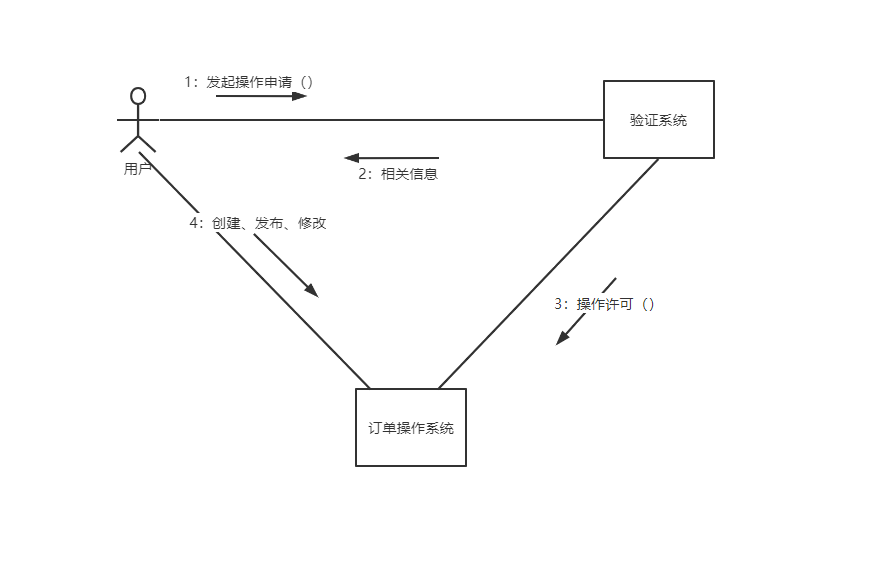 1：发起操作申请（）
验证系统
用户
2：相关信息
4：创建、发布、修改
3：操作许可（）
订单操作系统